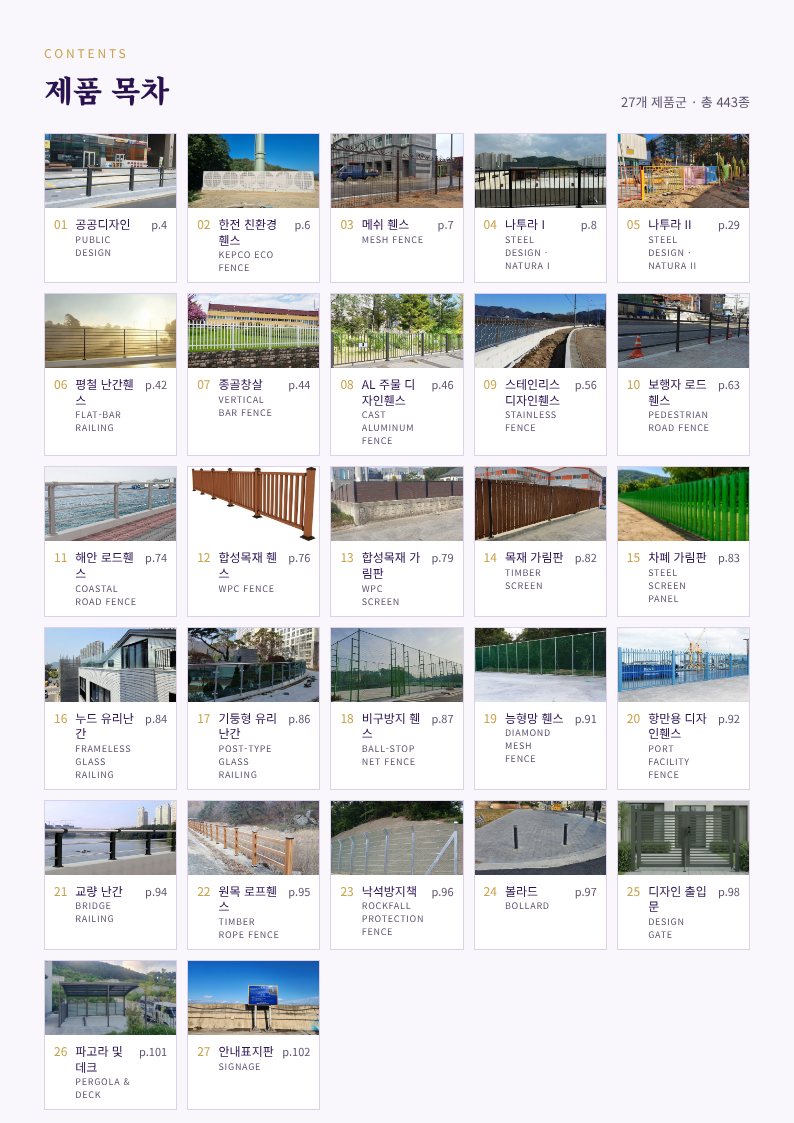 CONTENTS
제품 목차
27개 제품군 · 총 443종
01 공공디자인 p.4
PUBLIC
DESIGN
02 한전 친환경 p.6
휀스
KEPCO ECO
FENCE
03 메쉬 휀스 p.7
MESH FENCE
04 나투라 I p.8
STEEL
DESIGN ·
NATURA I
05 나투라 II p.29
STEEL
DESIGN ·
NATURA II
06 평철 난간휀 p.42
스
FLAT-BAR
RAILING
07 종골창살 p.44
VERTICAL
BAR FENCE
08 AL 주물 디 p.46
자인휀스
CAST
ALUMINUM
FENCE
09 스테인리스 p.56
디자인휀스
STAINLESS
FENCE
10 보행자 로드 p.63
휀스
PEDESTRIAN
ROAD FENCE
11 해안 로드휀 p.74
스
COASTAL
ROAD FENCE
12 합성목재 휀 p.76
스
WPC FENCE
13 합성목재 가 p.79
림판
WPC
SCREEN
14 목재 가림판 p.82
TIMBER
SCREEN
15 차폐 가림판 p.83
STEEL
SCREEN
PANEL
16 누드 유리난 p.84
간
FRAMELESS
GLASS
RAILING
17 기둥형 유리 p.86
난간
POST-TYPE
GLASS
RAILING
18 비구방지 휀 p.87
스
BALL-STOP
NET FENCE
19 능형망 휀스 p.91
DIAMOND
MESH
FENCE
20 항만용 디자 p.92
인휀스
PORT
FACILITY
FENCE
21 교량 난간 p.94
BRIDGE
RAILING
22 원목 로프휀 p.95
스
TIMBER
ROPE FENCE
23 낙석방지책 p.96
ROCKFALL
PROTECTION
FENCE
24 볼라드 p.97
BOLLARD
25 디자인 출입 p.98
문
DESIGN
GATE
26 파고라 및 p.101
데크
PERGOLA &
DECK
27 안내표지판 p.102
SIGNAGE